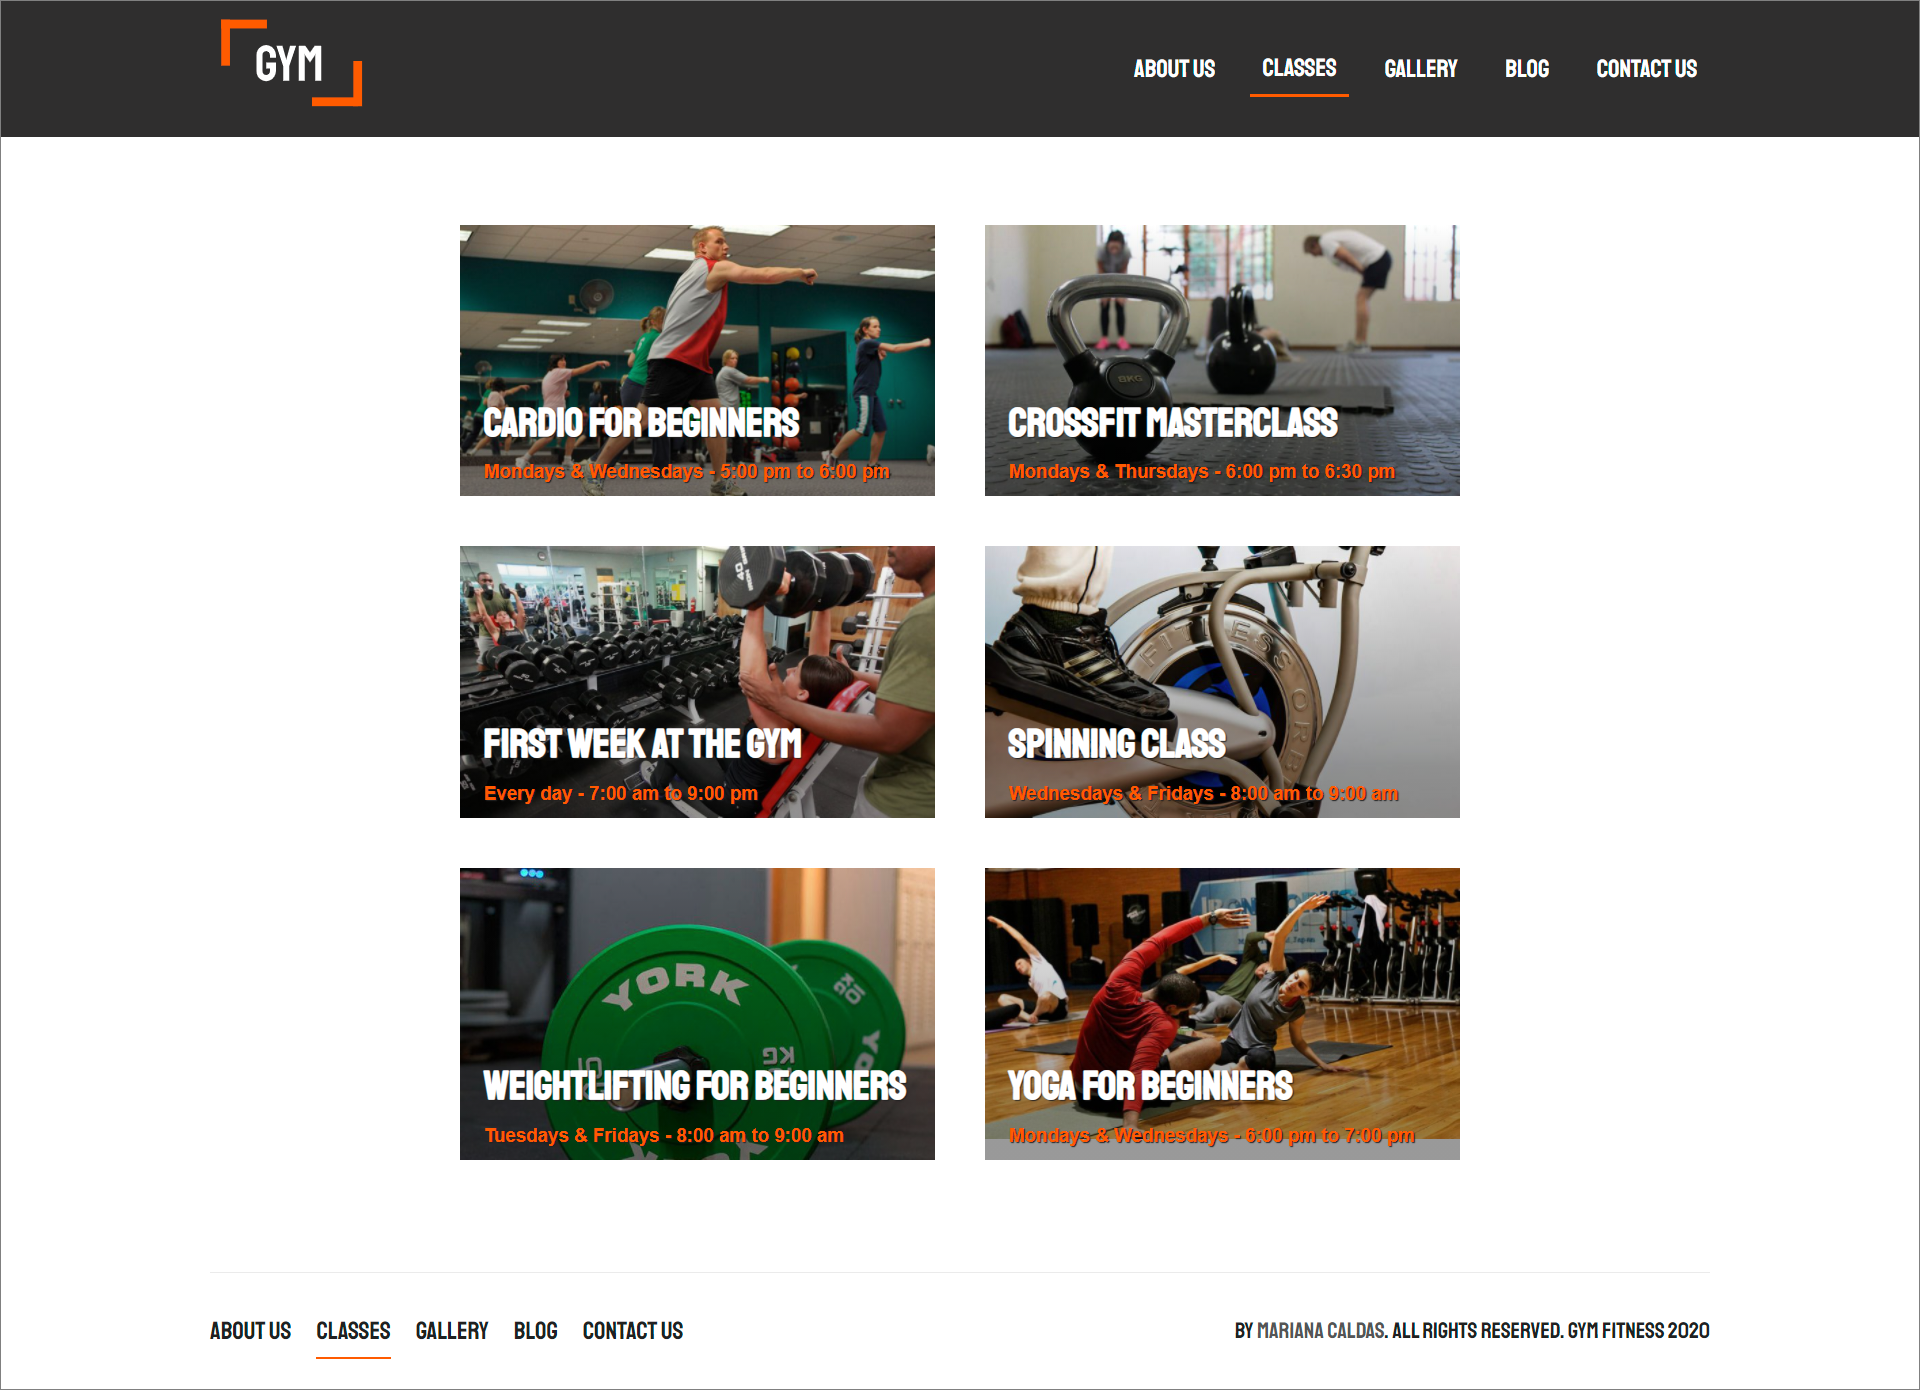 GYM
ABOUT US CLASSES GALLERY BLOG CONTACT US
8KG
CARDIO FOR BEGINNERS
Mondays & Wednesdays - 5:00 pm to 6:00 pm
CROSSFIT MASTERCLASS
Mondays & Thursdays - 6:00 pm to 6:30 pm
40
FITNESS
FIRST WEEK AT THE GYM
Every day - 7:00 am to 9:00 pm
SPINNING CLASS
Wednesdays & Fridays - 8:00 am to 9:00 am
YORK
KG
WEIGHTLIFTING FOR BEGINNERS
Tuesdays & Fridays - 8:00 am to 9:00 am
YOGA FOR BEGINNERS
Mondays & Wednesdays - 6:00 pm to 7:00 pm
ABOUT US CLASSES GALLERY BLOG CONTACT US
BY MARIANA CALDAS. ALL RIGHTS RESERVED. GYM FITNESS 2020